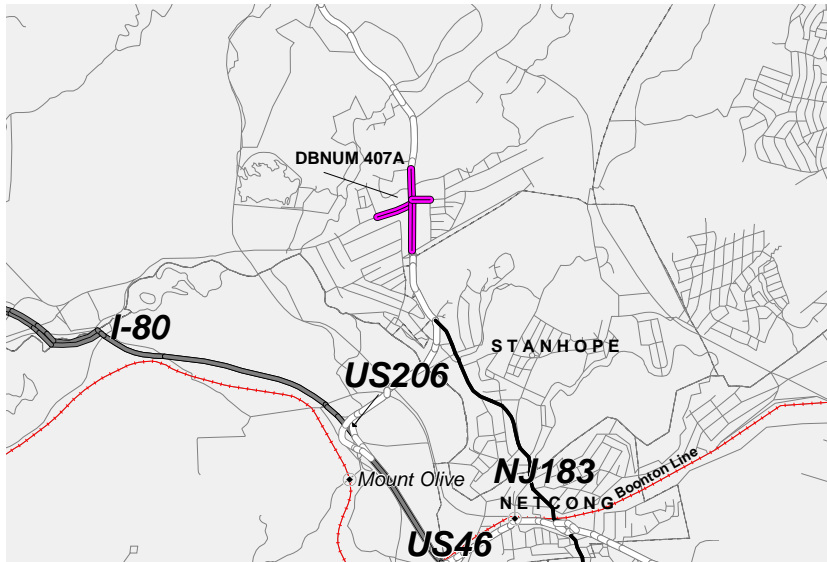 DBNUM 407A
I-80
STANHOPE
US206
NJ183
Mount Olive
Boonton Line
NETCONG
US46